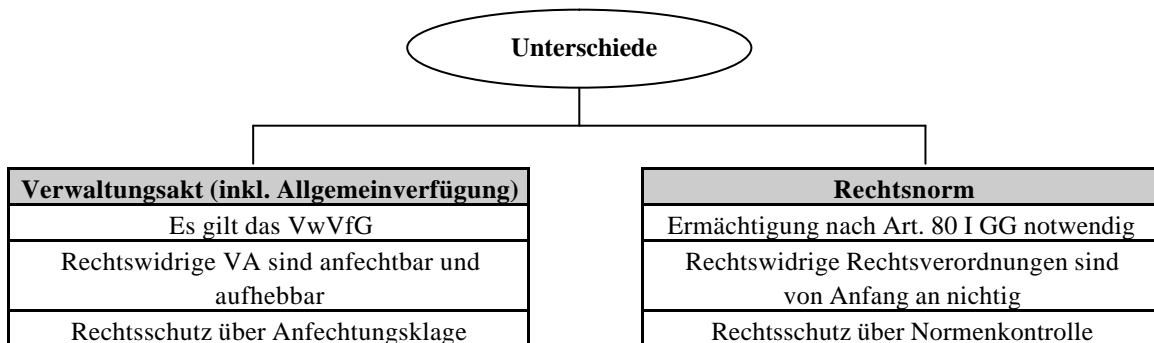 Unterschiede
Verwaltungsakt (inkl. Allgemeinverfügung)
Es gilt das VwVfG
Rechtswidrige VA sind anfechtbar und
aufhebbar
Rechtsschutz über Anfechtungsklage
Rechtsnorm
Ermächtigung nach Art. 80 I GG notwendig
Rechtswidrige Rechtsverordnungen sind
von Anfang an nichtig
Rechtsschutz über Normenkontrolle